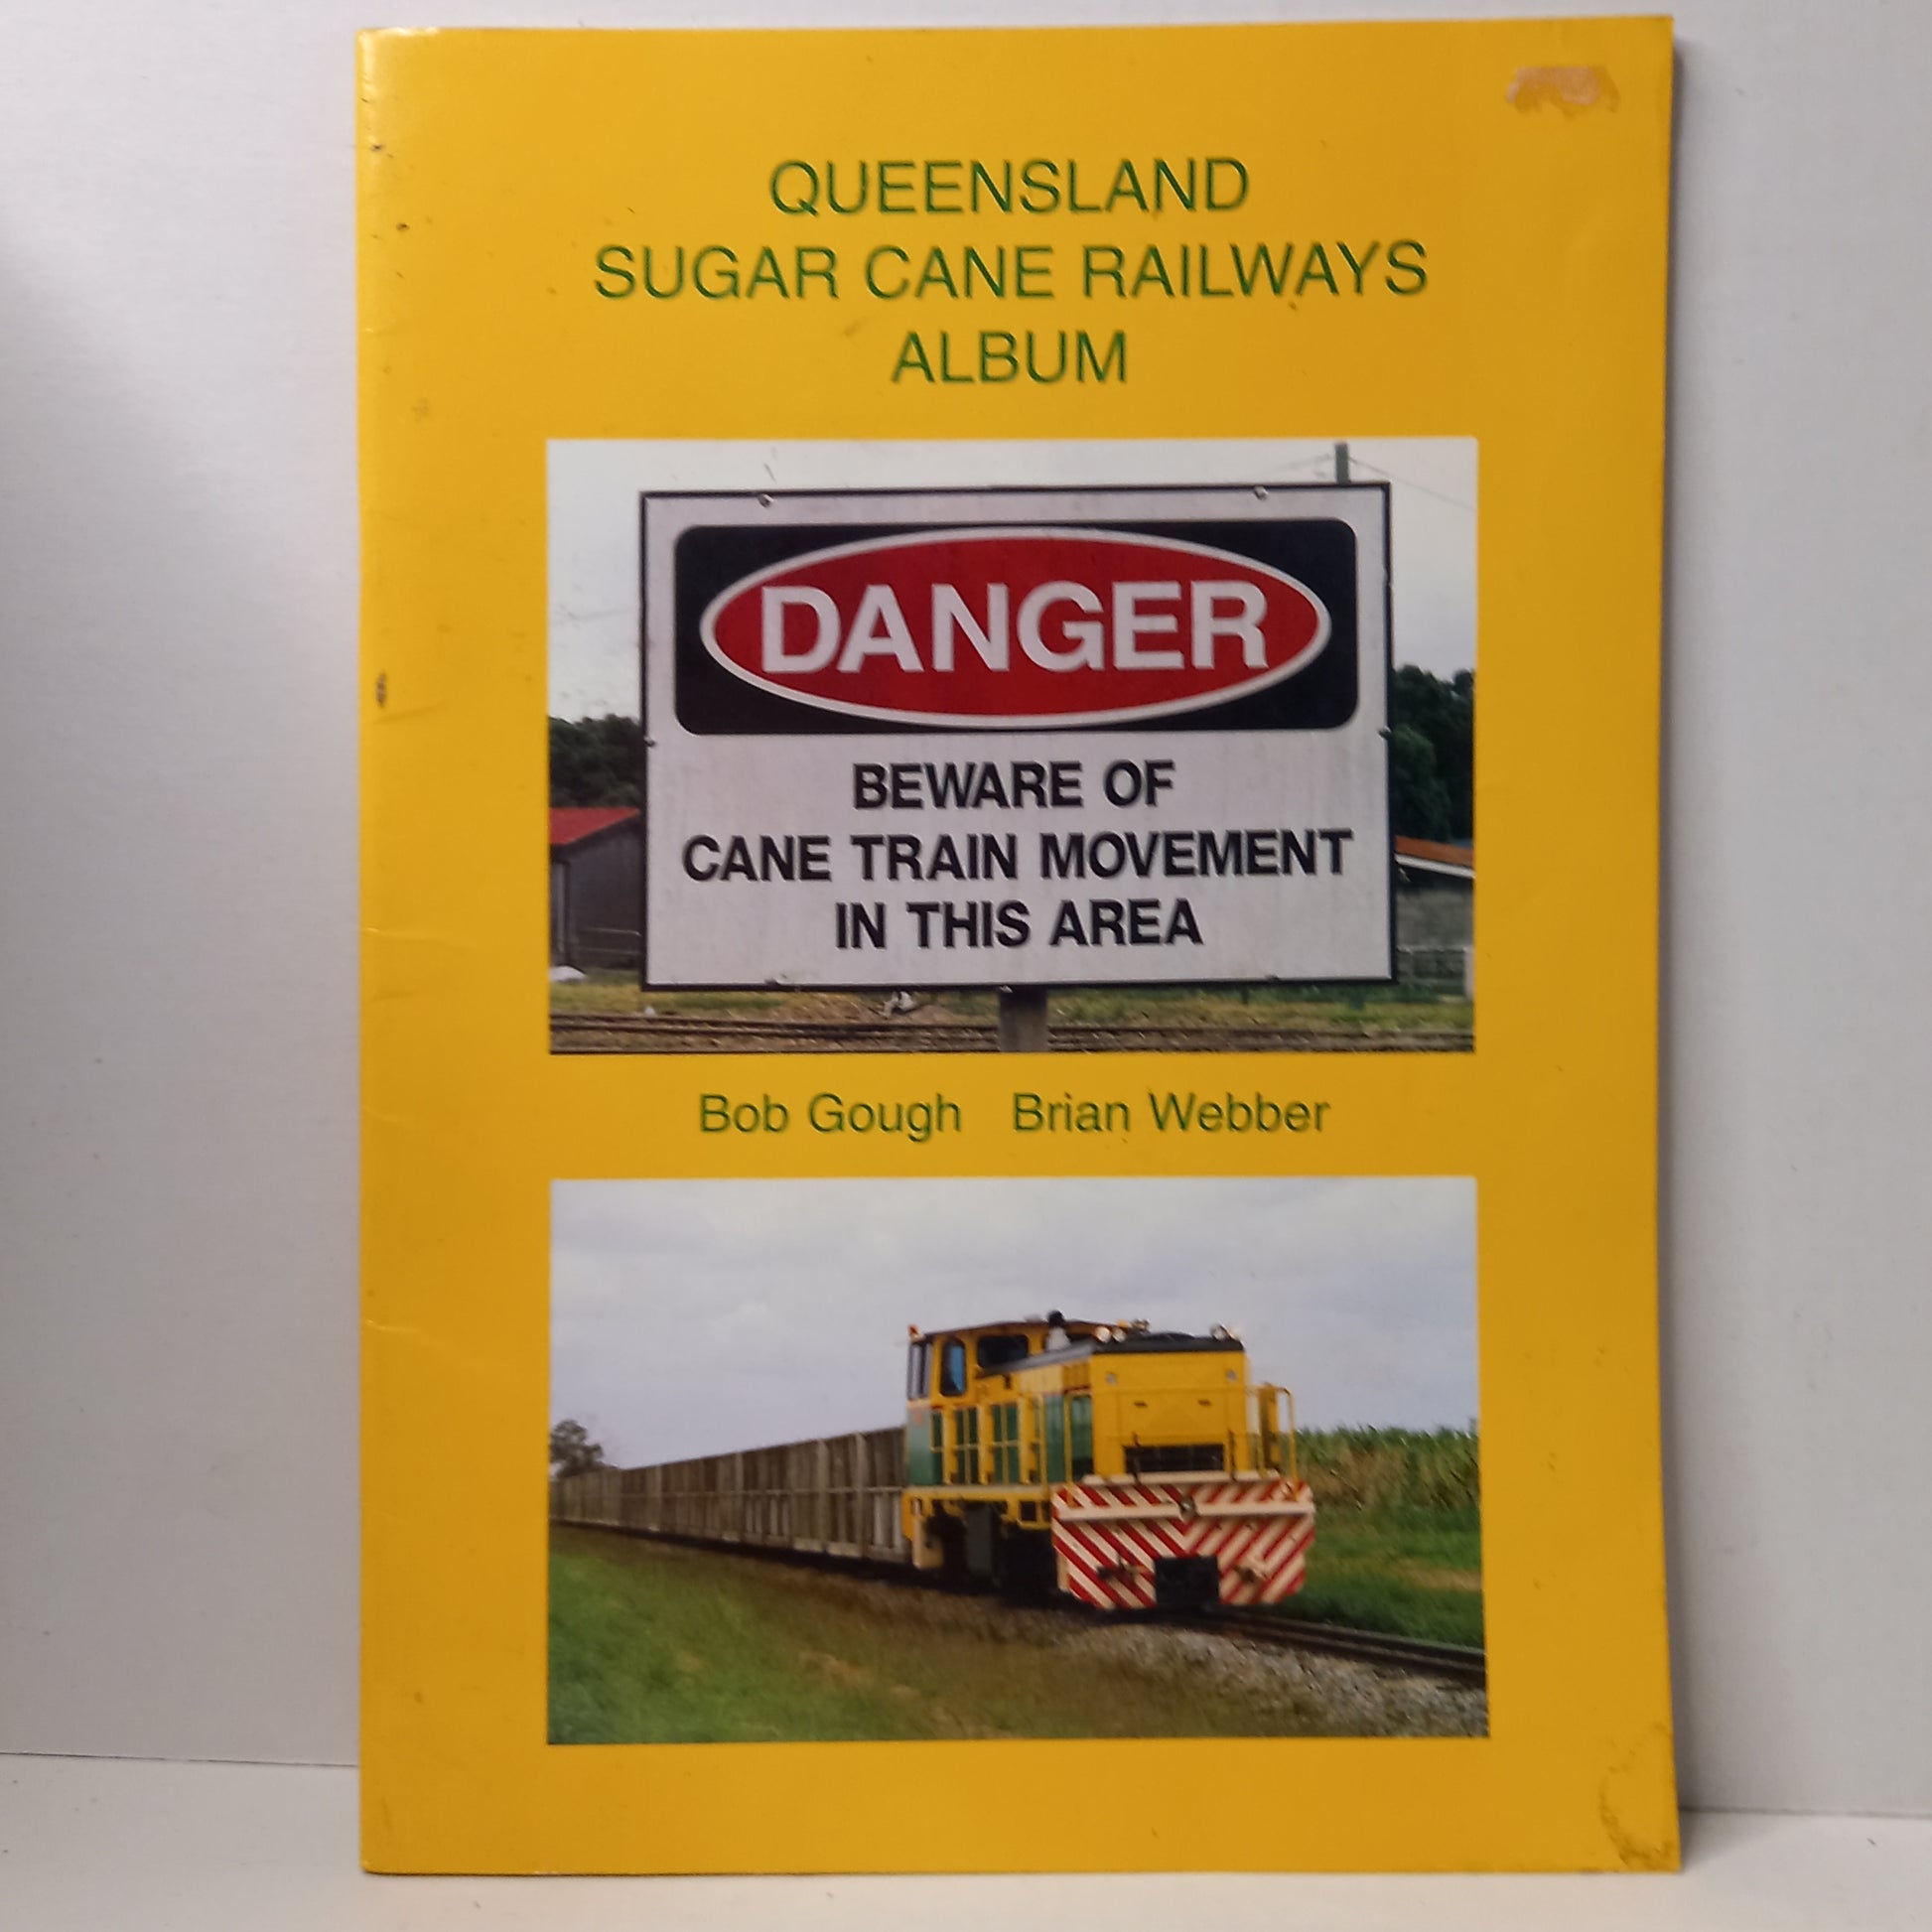 QUEENSLAND
SUGAR CANE RAILWAYS
ALBUM
DANGER
BEWARE OF
CANE TRAIN MOVEMENT
IN THIS AREA
Bob Gough Brian Webber